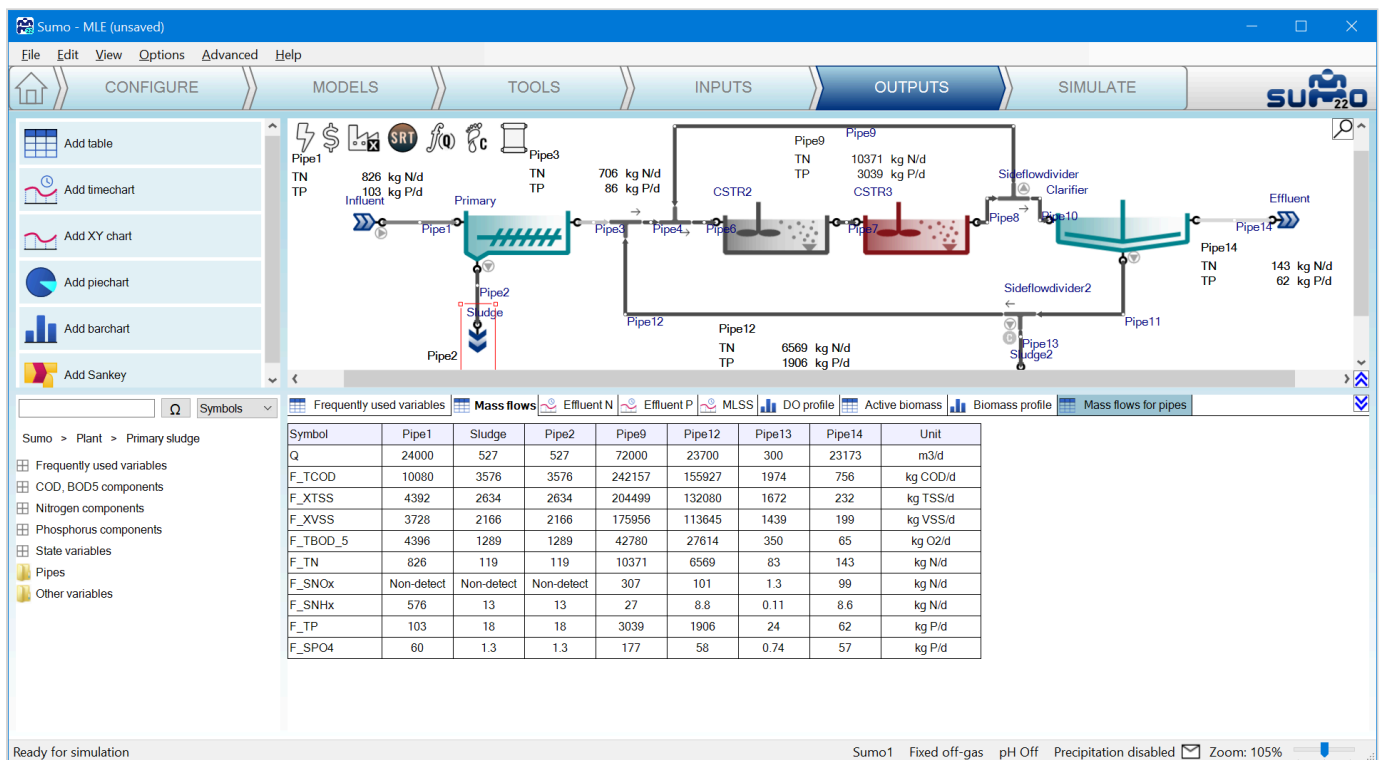 Sumo - MLE (unsaved)
File Edit View Options Advanced Help
CONFIGURE MODELS TOOLS INPUTS OUTPUTS SIMULATE
SUMO 22
Add table
Add timechart
Add XY chart
Add piechart
Add barchart
Add Sankey
SRT
f(Q)
C
Pipe1
TN 826 kg N/d
TP 103 kg P/d
Influent
Pipe1
Primary
Pipe3
TN 706 kg N/d
TP 86 kg P/d
Pipe3
Pipe4
Pipe6
CSTR2
Pipe9
Pipe9
TN 10371 kg N/d
TP 3039 kg P/d
CSTR3
Pipe7
Sideflowdivider
Clarifier
Pipe8
Pipe10
Effluent
Pipe14
Pipe14
TN 143 kg N/d
TP 62 kg P/d
Pipe2
Sludge
Pipe2
Pipe12
Pipe12
TN 6569 kg N/d
TP 1906 kg P/d
Sideflowdivider2
Pipe11
C
Pipe13
Sludge2
Ω Symbols
Sumo > Plant > Primary sludge
Frequently used variables
COD, BOD5 components
Nitrogen components
Phosphorus components
State variables
Pipes
Other variables
Frequently used variables Mass flows Effluent N Effluent P MLSS DO profile Active biomass Biomass profile Mass flows for pipes
Symbol Pipe1 Sludge Pipe2 Pipe9 Pipe12 Pipe13 Pipe14 Unit
Q 24000 527 527 72000 23700 300 23173 m3/d
F_TCOD 10080 3576 3576 242157 155927 1974 756 kg COD/d
F_XTSS 4392 2634 2634 204499 132080 1672 232 kg TSS/d
F_XVSS 3728 2166 2166 175956 113645 1439 199 kg VSS/d
F_TBOD_5 4396 1289 1289 42780 27614 350 65 kg O2/d
F_TN 826 119 119 10371 6569 83 143 kg N/d
F_SNOx Non-detect Non-detect Non-detect 307 101 1.3 99 kg N/d
F_SNHx 576 13 13 27 8.8 0.11 8.6 kg N/d
F_TP 103 18 18 3039 1906 24 62 kg P/d
F_SPO4 60 1.3 1.3 177 58 0.74 57 kg P/d
Ready for simulation
Sumo1 Fixed off-gas pH Off Precipitation disabled Zoom: 105%